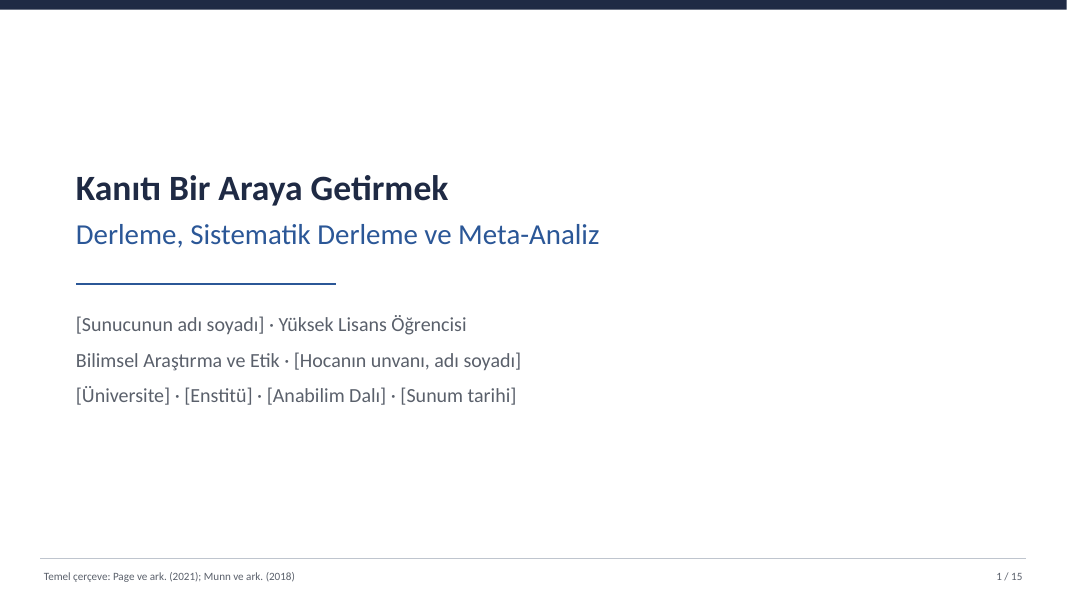 Kanıtı Bir Araya Getirmek
Derleme, Sistematik Derleme ve Meta-Analiz
[Sunucunun adı soyadı] · Yüksek Lisans Öğrencisi
Bilimsel Araştırma ve Etik · [Hocanın unvanı, adı soyadı]
[Üniversite] · [Enstitü] · [Anabilim Dalı] · [Sunum tarihi]
Temel çerçeve: Page ve ark. (2021); Munn ve ark. (2018)
1 / 15